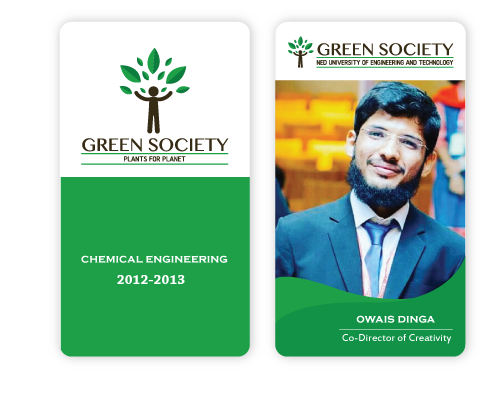 GREEN SOCIETY
PLANTS FOR PLANET
CHEMICAL ENGINEERING
2012-2013
GREEN SOCIETY
NED UNIVERSITY OF ENGINEERING AND TECHNOLOGY
OWAIS DINGA
Co-Director of Creativity